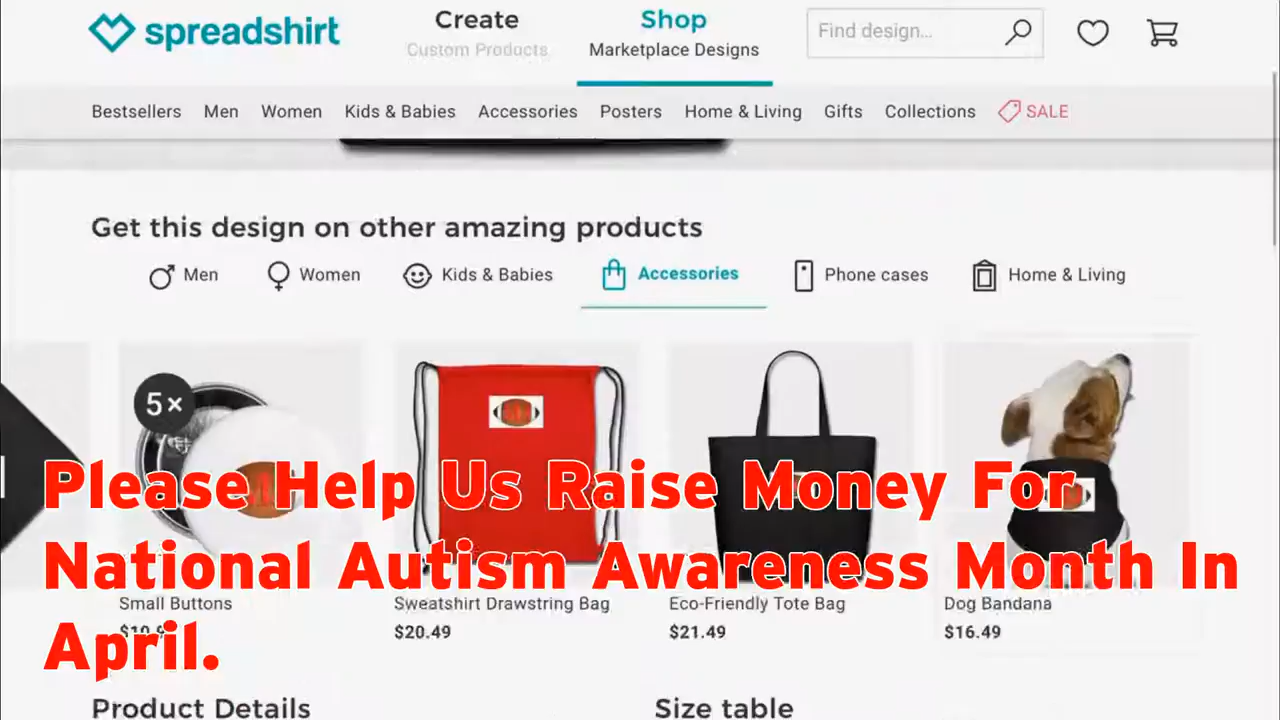 spreadshirt
Create
Custom Products
Shop
Marketplace Designs
Find design...
Bestsellers Men Women Kids & Babies Accessories Posters Home & Living Gifts Collections SALE
Get this design on other amazing products
Men Women Kids & Babies Accessories Phone cases Home & Living
5×
Please Help Us Raise Money For
National Autism Awareness Month In
April.
Small Buttons
Sweatshirt Drawstring Bag
$20.49
Eco-Friendly Tote Bag
$21.49
Dog Bandana
$16.49
Product Details
Size table